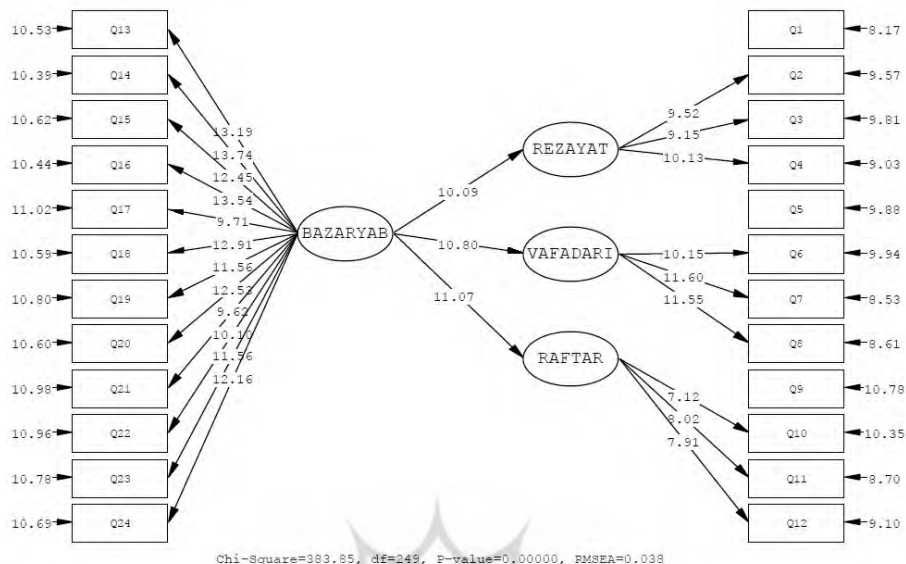 10.53 Q13
10.39 Q14
10.62 Q15
10.44 Q16
11.02 Q17
10.59 Q18
10.80 Q19
10.60 Q20
10.98 Q21
10.96 Q22
10.78 Q23
10.69 Q24
13.19
13.74
12.45
13.54
9.71
12.91
11.56
12.53
9.62
10.10
11.56
12.16
BAZARYAB
10.09
10.80
11.07
REZAYAT
VAFADARI
RAFTAR
9.52
9.15
10.13
10.15
11.60
11.55
7.12
8.02
7.91
Q1 8.17
Q2 9.57
Q3 9.81
Q4 9.03
Q5 9.88
Q6 9.94
Q7 8.53
Q8 8.61
Q9 10.78
Q10 10.35
Q11 8.70
Q12 9.10
Chi-Square=383.85, df=249, P-value=0.00000, RMSEA=0.038